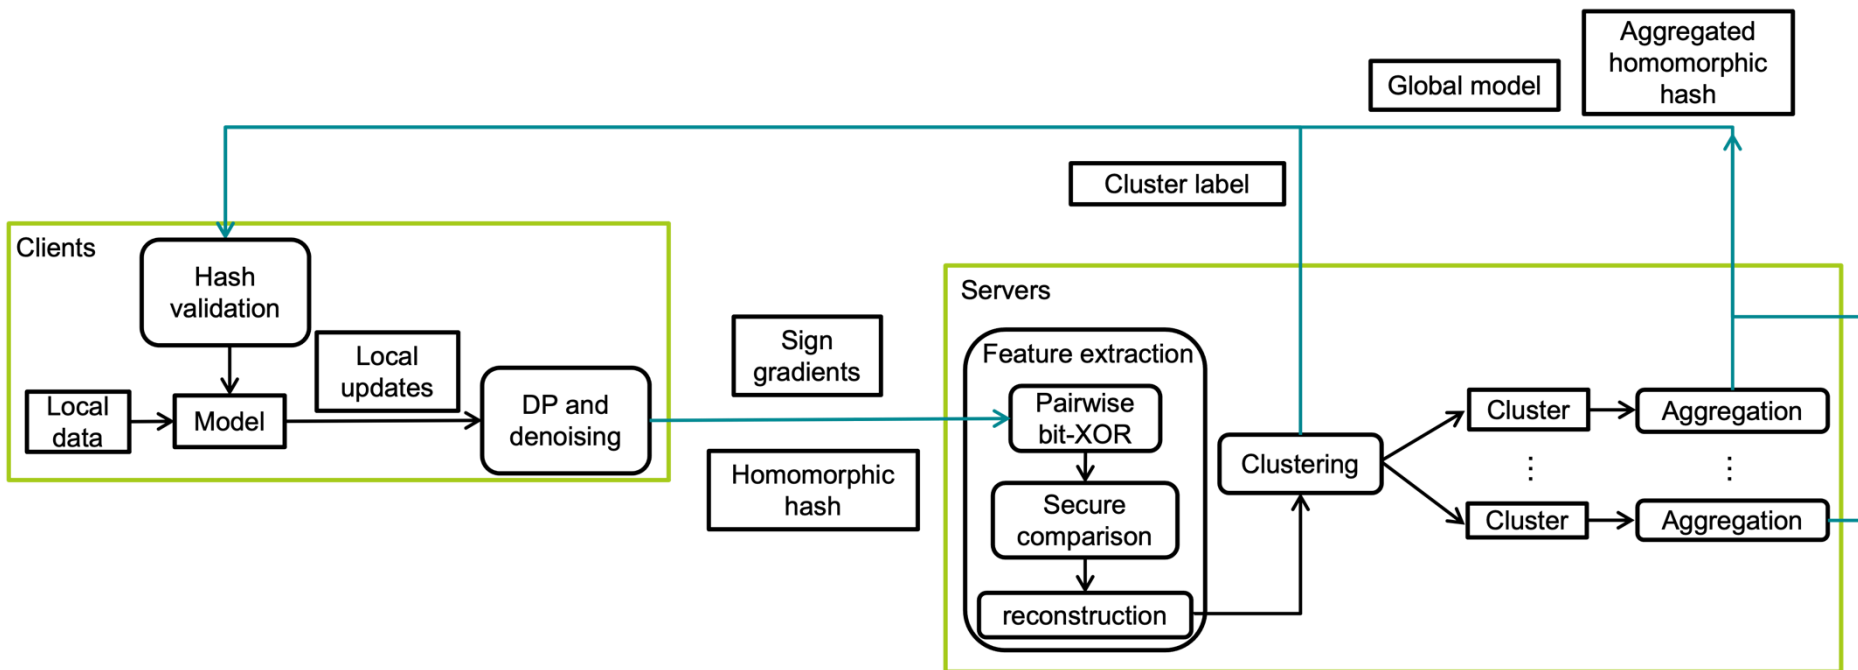 Aggregated
homomorphic
hash
Global model
Cluster label
Clients
Hash
validation
Local
updates
Local
data
Model
DP and
denoising
Sign
gradients
Homomorphic
hash
Servers
Feature extraction
Pairwise
bit-XOR
Secure
comparison
reconstruction
Clustering
Cluster
Aggregation
⋮
⋮
Cluster
Aggregation